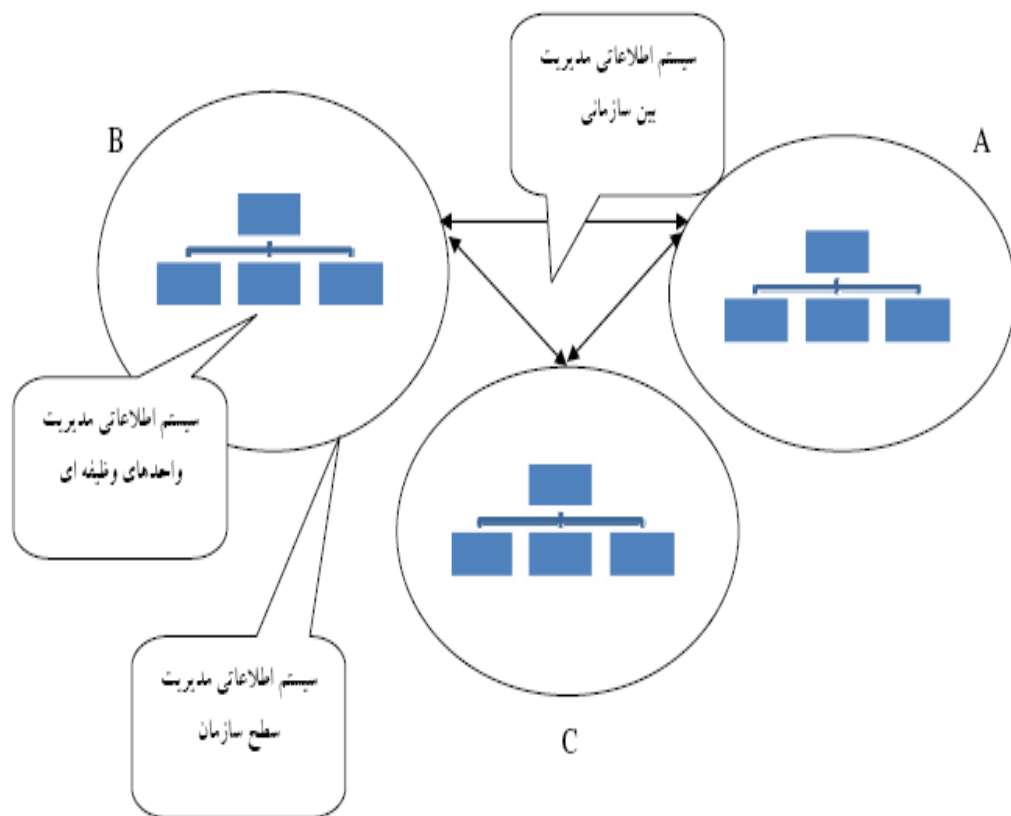 سیستم اطلاعاتی مدیریت
بین سازمانی
A
B
سیستم اطلاعاتی مدیریت
واحدهای وظیفه ای
سیستم اطلاعاتی مدیریت
سطح سازمان
C